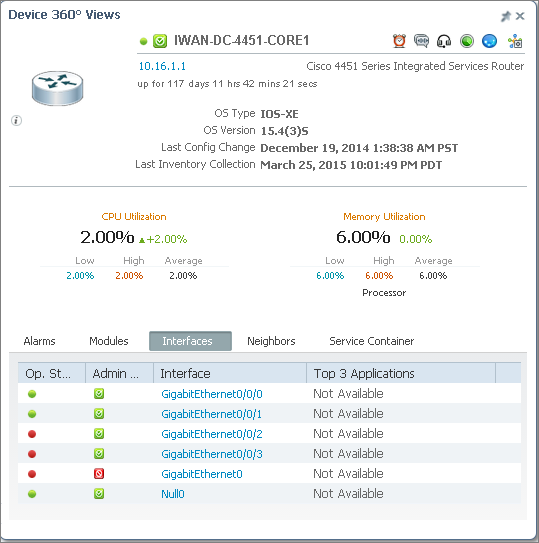 Device 360° Views
IWAN-DC-4451-CORE1
10.16.1.1 Cisco 4451 Series Integrated Services Router
up for 117 days 11 hrs 42 mins 21 secs
OS Type IOS-XE
OS Version 15.4(3)S
Last Config Change December 19, 2014 1:38:38 AM PST
Last Inventory Collection March 25, 2015 10:01:49 PM PDT
CPU Utilization Memory Utilization
2.00% +2.00% 6.00% 0.00%
Low High Average Low High Average
2.00% 2.00% 2.00% 6.00% 6.00% 6.00%
Processor
Alarms Modules Interfaces Neighbors Service Container
Op. St... Admin ... Interface Top 3 Applications
GigabitEthernet0/0/0 Not Available
GigabitEthernet0/0/1 Not Available
GigabitEthernet0/0/2 Not Available
GigabitEthernet0/0/3 Not Available
GigabitEthernet0 Not Available
Null0 Not Available